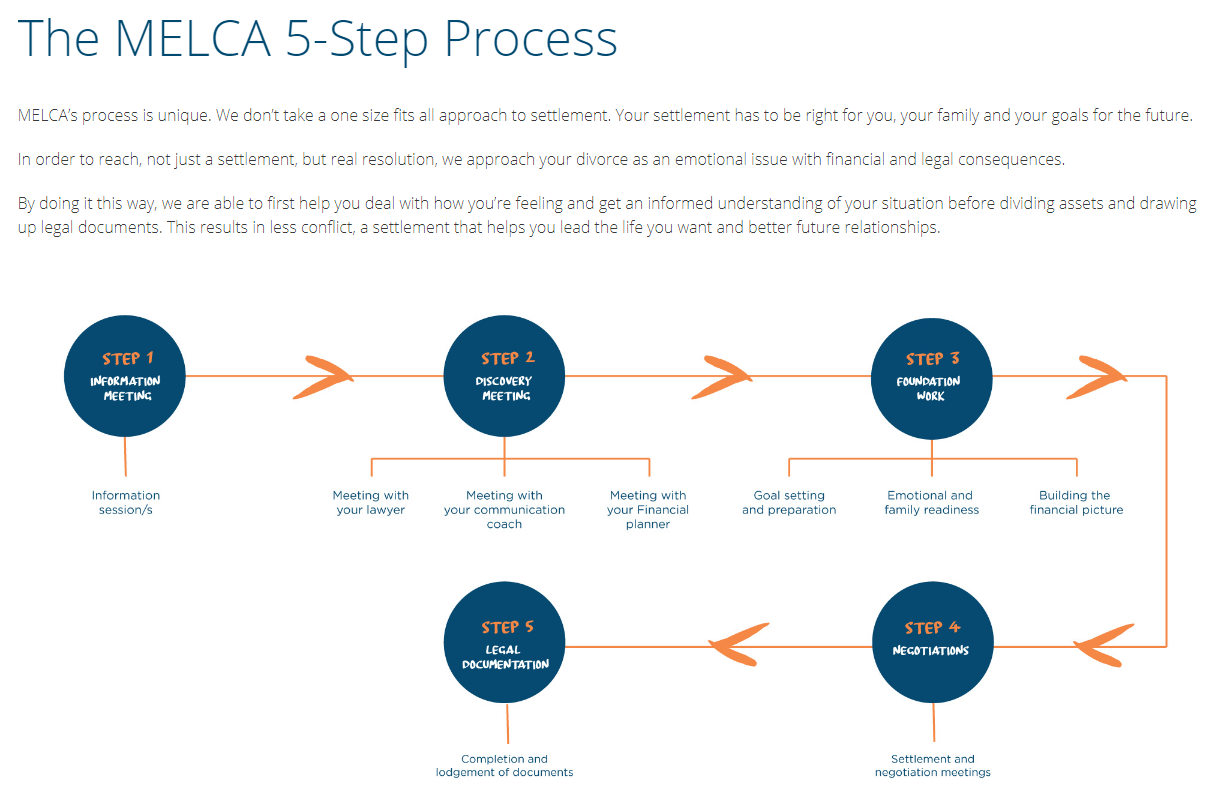 The MELCA 5-Step Process
MELCA's process is unique. We don't take a one size fits all approach to settlement. Your settlement has to be right for you, your family and your goals for the future.
In order to reach, not just a settlement, but real resolution, we approach your divorce as an emotional issue with financial and legal consequences.
By doing it this way, we are able to first help you deal with how you're feeling and get an informed understanding of your situation before dividing assets and drawing
up legal documents. This results in less conflict, a settlement that helps you lead the life you want and better future relationships.
STEP 1
INFORMATION
MEETING
Information
session/s
STEP 2
DISCOVERY
MEETING
Meeting with
your lawyer
Meeting with
your communication
coach
Meeting with
your Financial
planner
STEP 3
FOUNDATION
WORK
Goal setting
and preparation
Emotional and
family readiness
Building the
financial picture
STEP 4
NEGOTIATIONS
Settlement and
negotiation meetings
STEP 5
LEGAL
DOCUMENTATION
Completion and
lodgement of documents